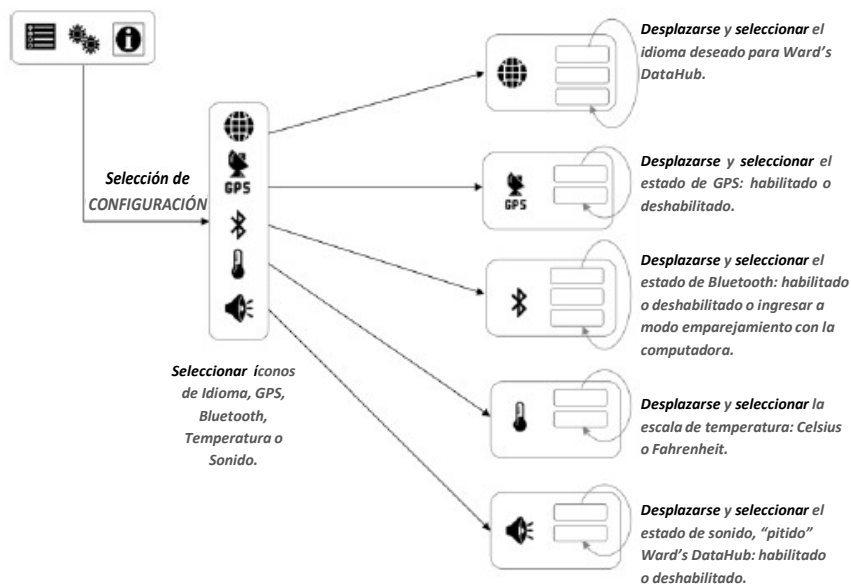 Desplazarse y seleccionar el
idioma deseado para Ward's
DataHub.
GPS
Selección de
CONFIGURACIÓN
Desplazarse y seleccionar el
estado de GPS: habilitado o
deshabilitado.
GPS
Desplazarse y seleccionar el
estado de Bluetooth: habilitado
o deshabilitado o ingresar a
modo emparejamiento con la
computadora.
Seleccionar íconos
de Idioma, GPS,
Bluetooth,
Temperatura o
Sonido.
Desplazarse y seleccionar la
escala de temperatura: Celsius
o Fahrenheit.
Desplazarse y seleccionar el
estado de sonido, “pitido”
Ward's DataHub: habilitado
o deshabilitado.